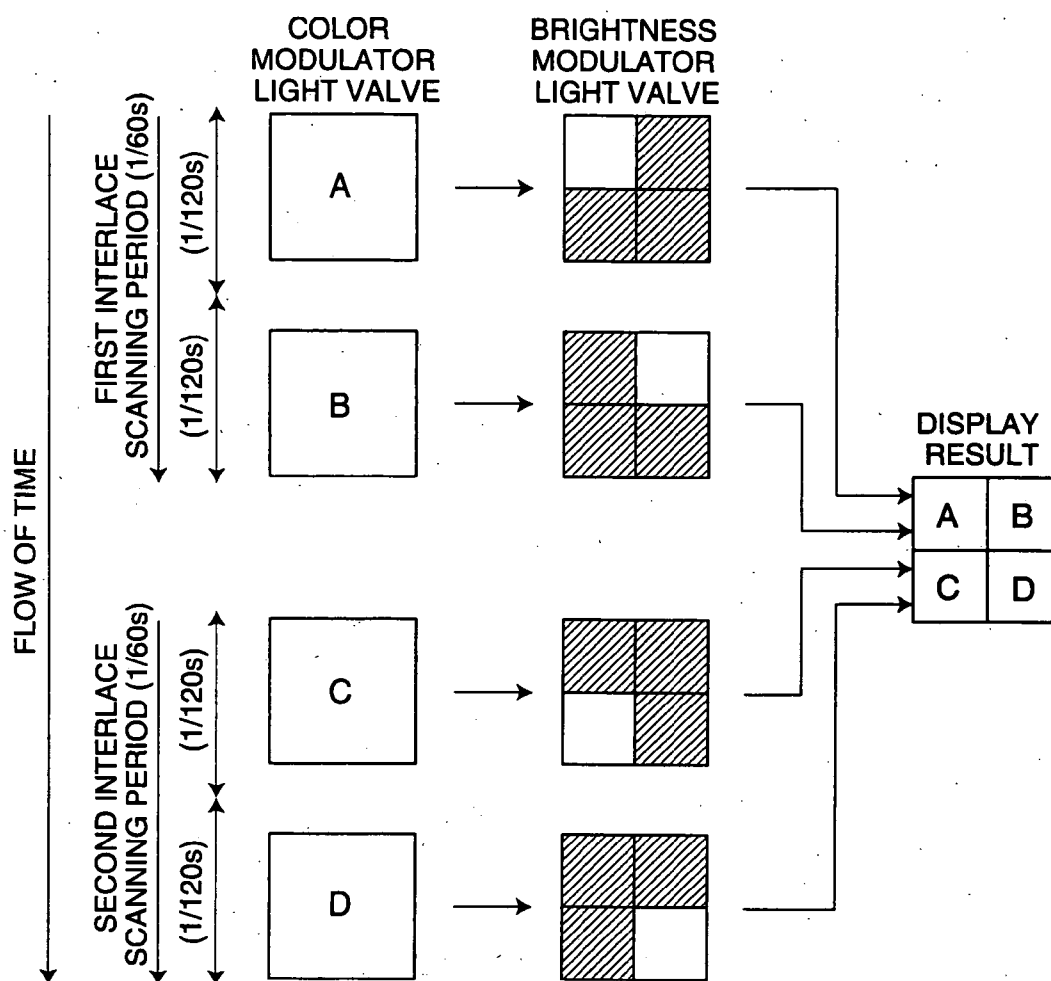 COLOR
MODULATOR
LIGHT VALVE
BRIGHTNESS
MODULATOR
LIGHT VALVE
FLOW OF TIME
FIRST INTERLACE
SCANNING PERIOD (1/60s)
(1/120s)
A
(1/120s)
B
DISPLAY
RESULT
A B
C D
SECOND INTERLACE
SCANNING PERIOD (1/60s)
(1/120s)
C
(1/120s)
D